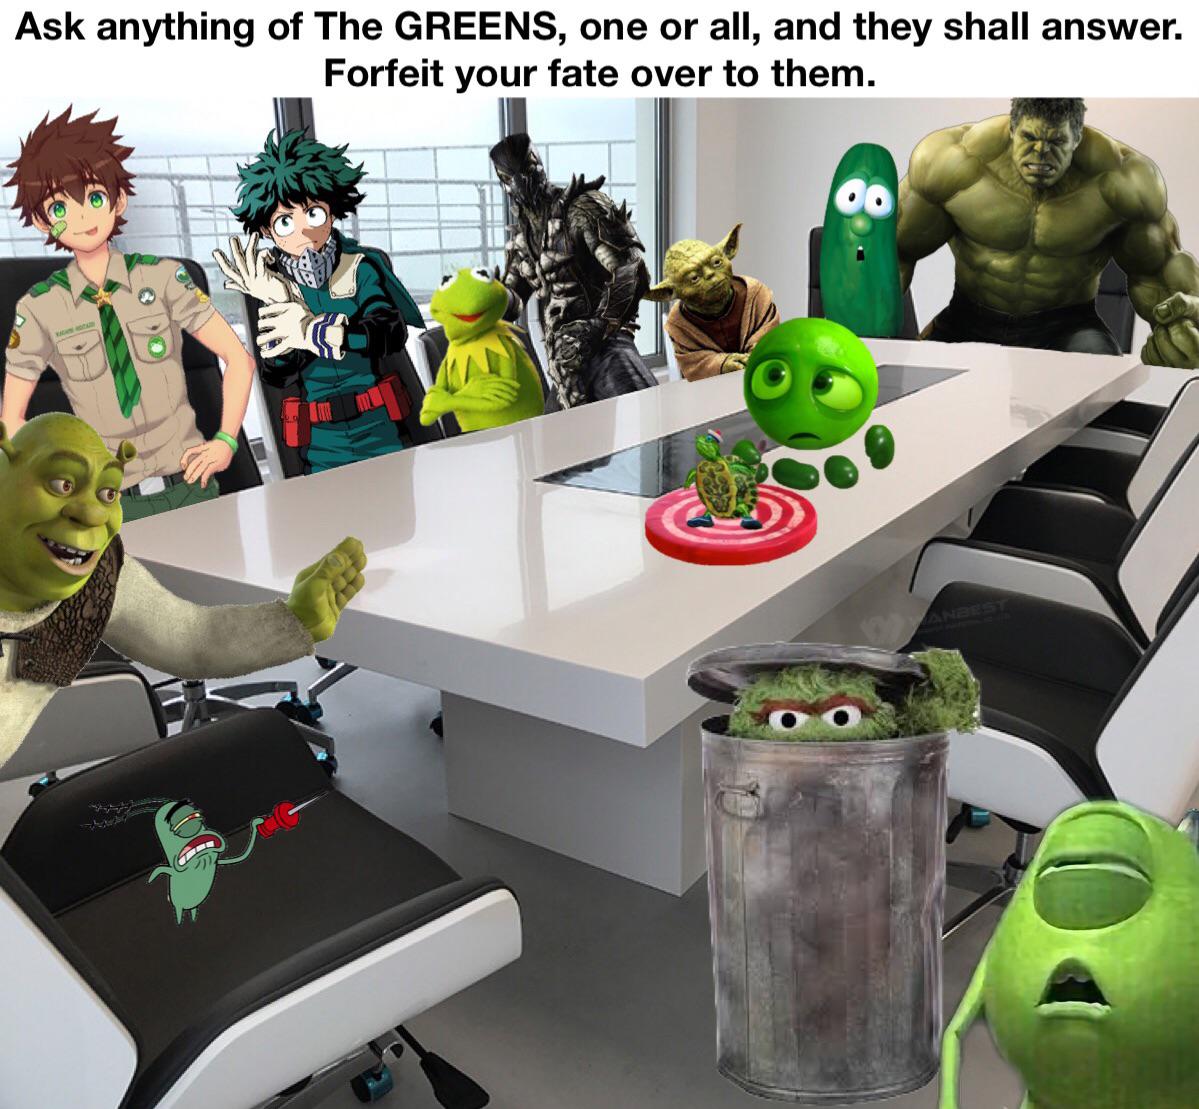 Ask anything of The GREENS, one or all, and they shall answer.
Forfeit your fate over to them.